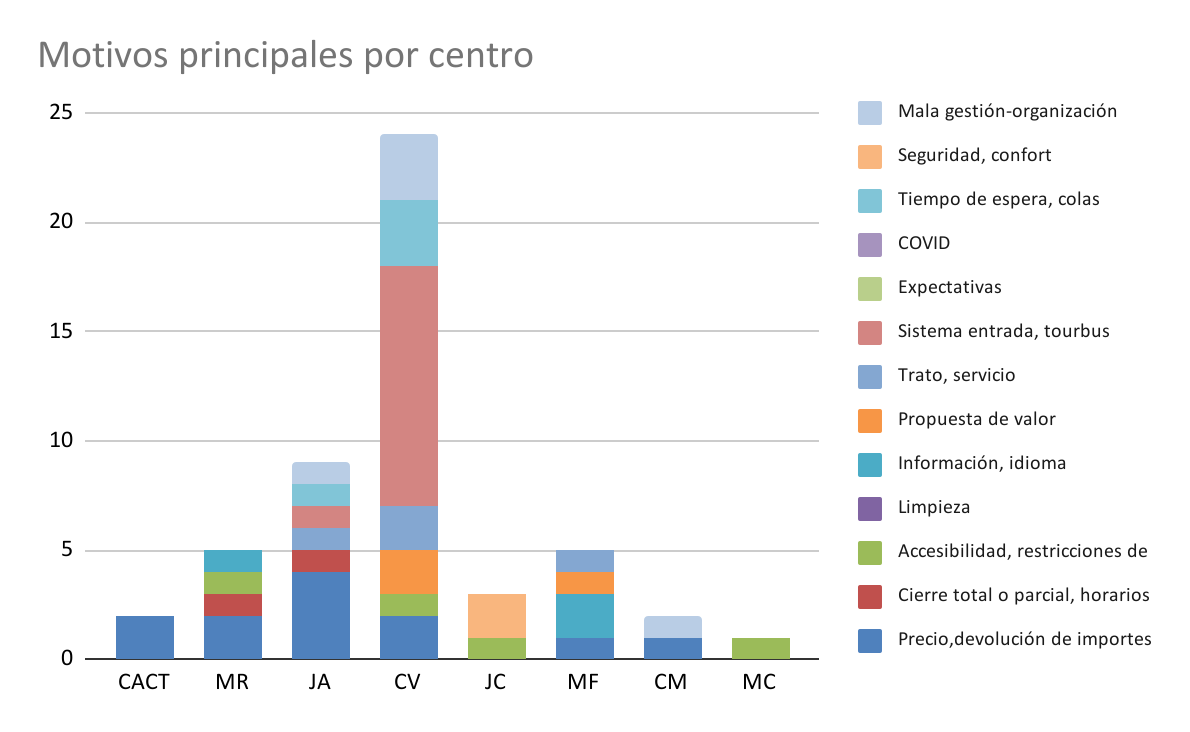 Motivos principales por centro
25
20
15
10
5
0
CACT MR JA CV JC MF CM MC
Mala gestión-organización
Seguridad, confort
Tiempo de espera, colas
COVID
Expectativas
Sistema entrada, tourbus
Trato, servicio
Propuesta de valor
Información, idioma
Limpieza
Accesibilidad, restricciones de
Cierre total o parcial, horarios
Precio,devolución de importes